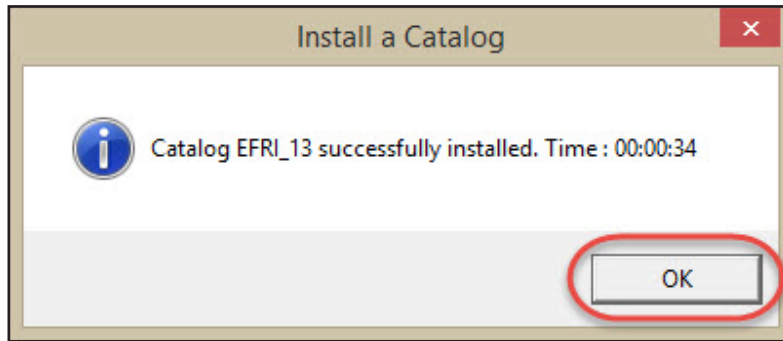 Install a Catalog
Catalog EFRI_13 successfully installed. Time : 00:00:34
OK